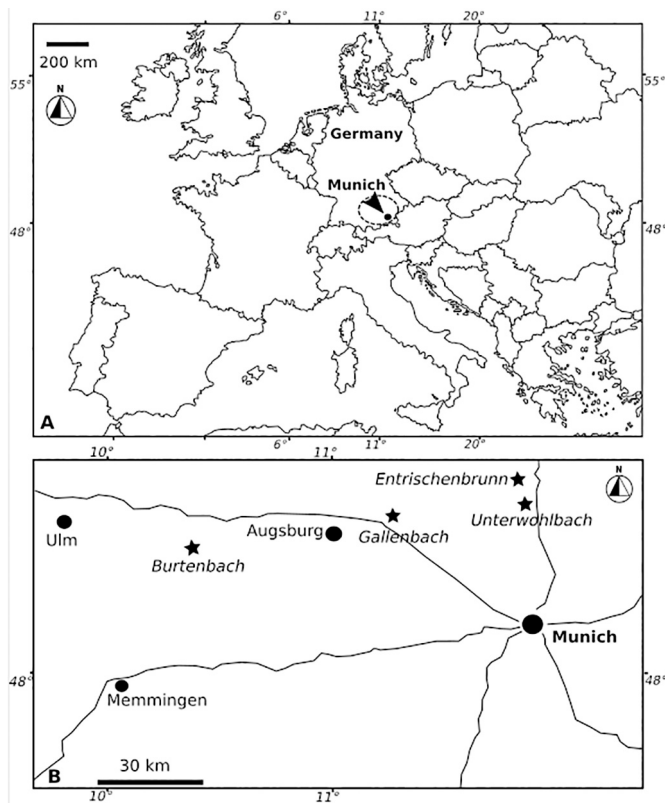 6° 11° 20°
200 km
55° 55°
N
Germany
Munich
48° 48°
A
6° 11° 20°
10° 11°
Entrischenbrunn
N
Ulm
Augsburg
Gallenbach
Unterwohlbach
Burtenbach
Munich
48° 48°
Memmingen
30 km
B
10° 11°